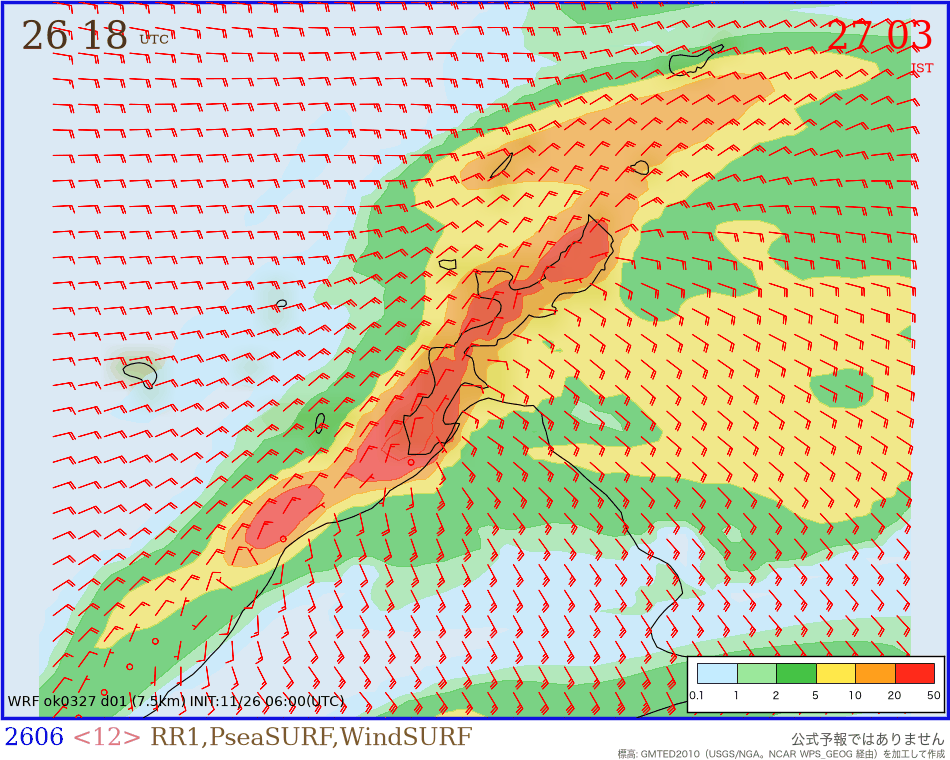 26 18 UTC
27 03 JST
WRF ok0327 d01 (7.5km) INIT:11/26 06:00(UTC)
0.1 1 2 5 10 20 50
2606 <12> RR1,PseaSURF,WindSURF
公式予報ではありません
標高: GMTED2010（USGS/NGA。NCAR WPS_GEOG 経由）を加工して作成